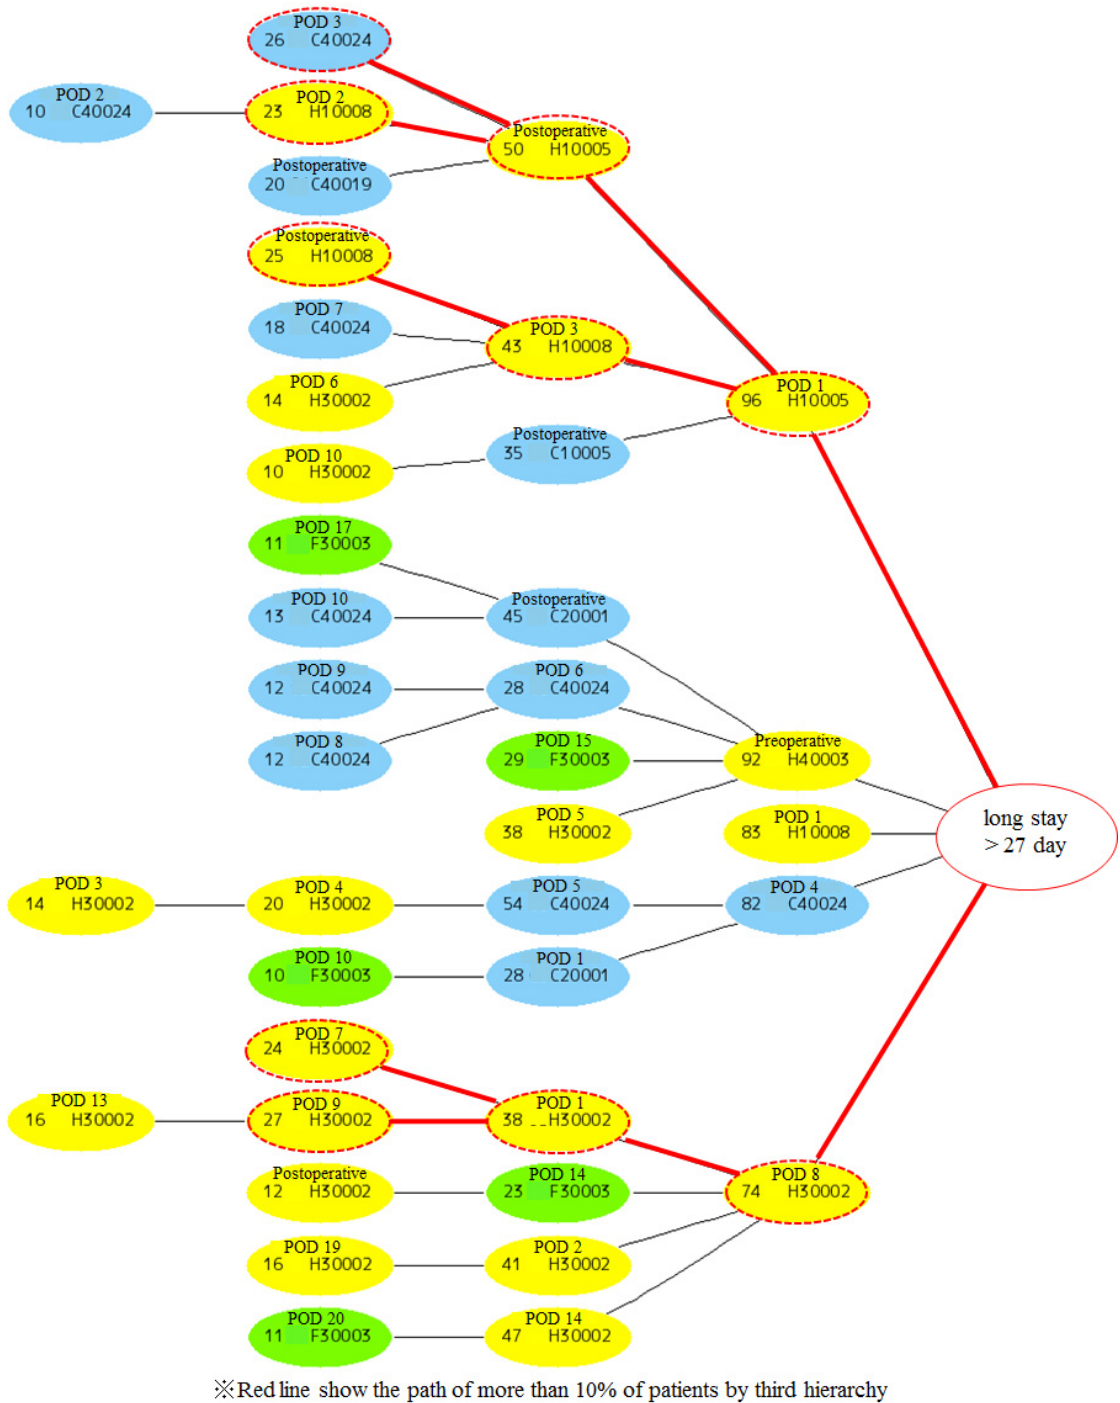 POD 3
26 C40024
POD 2
10 C40024
POD 2
23 H10008
Postoperative
50 H10005
Postoperative
20 C40019
Postoperative
25 H10008
POD 7
18 C40024
POD 3
43 H10008
POD 6
14 H30002
POD 1
96 H10005
Postoperative
35 C10005
POD 10
10 H30002
POD 17
11 F30003
POD 10
13 C40024
Postoperative
45 C20001
POD 9
12 C40024
POD 6
28 C40024
POD 8
12 C40024
POD 15
29 F30003
Preoperative
92 H40003
POD 5
38 H30002
POD 1
83 H10008
long stay
> 27 day
POD 3
14 H30002
POD 4
20 H30002
POD 5
54 C40024
POD 4
82 C40024
POD 10
10 F30003
POD 1
28 C20001
POD 7
24 H30002
POD 13
16 H30002
POD 9
27 H30002
POD 1
38 H30002
Postoperative
12 H30002
POD 14
23 F30003
POD 8
74 H30002
POD 19
16 H30002
POD 2
41 H30002
POD 20
11 F30003
POD 14
47 H30002
※Red line show the path of more than 10% of patients by third hierarchy